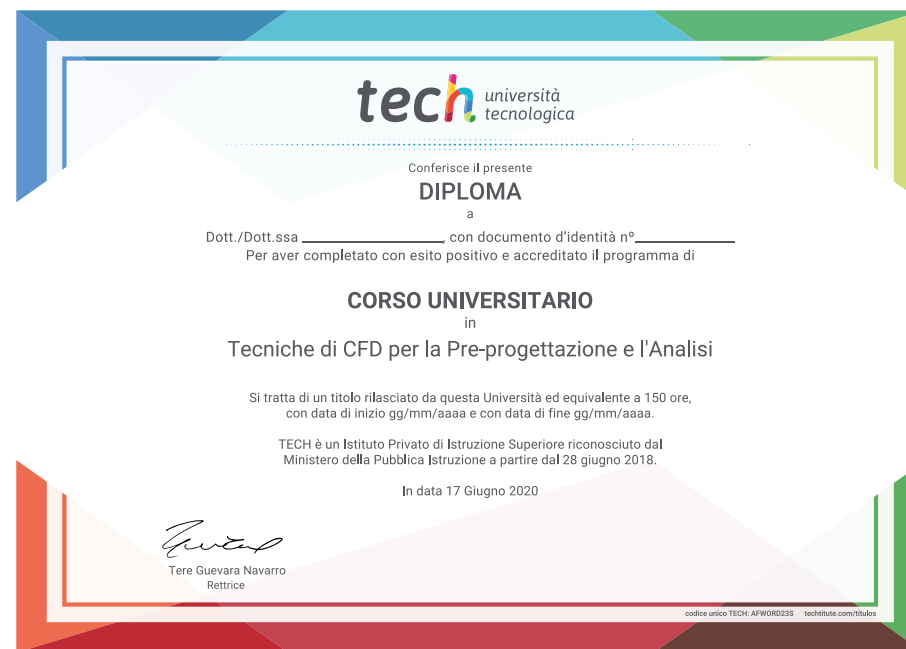 tech università
tecnologica
Conferisce il presente
DIPLOMA
a
Dott./Dott.ssa ____________________, con documento d'identità nº______________
Per aver completato con esito positivo e accreditato il programma di
CORSO UNIVERSITARIO
in
Tecniche di CFD per la Pre-progettazione e l'Analisi
Si tratta di un titolo rilasciato da questa Università ed equivalente a 150 ore,
con data di inizio gg/mm/aaaa e con data di fine gg/mm/aaaa.
TECH è un Istituto Privato di Istruzione Superiore riconosciuto dal
Ministero della Pubblica Istruzione a partire dal 28 giugno 2018.
In data 17 Giugno 2020
Tere Guevara Navarro
Rettrice
codice unico TECH: AFWORD23S techtitute.com/títulos